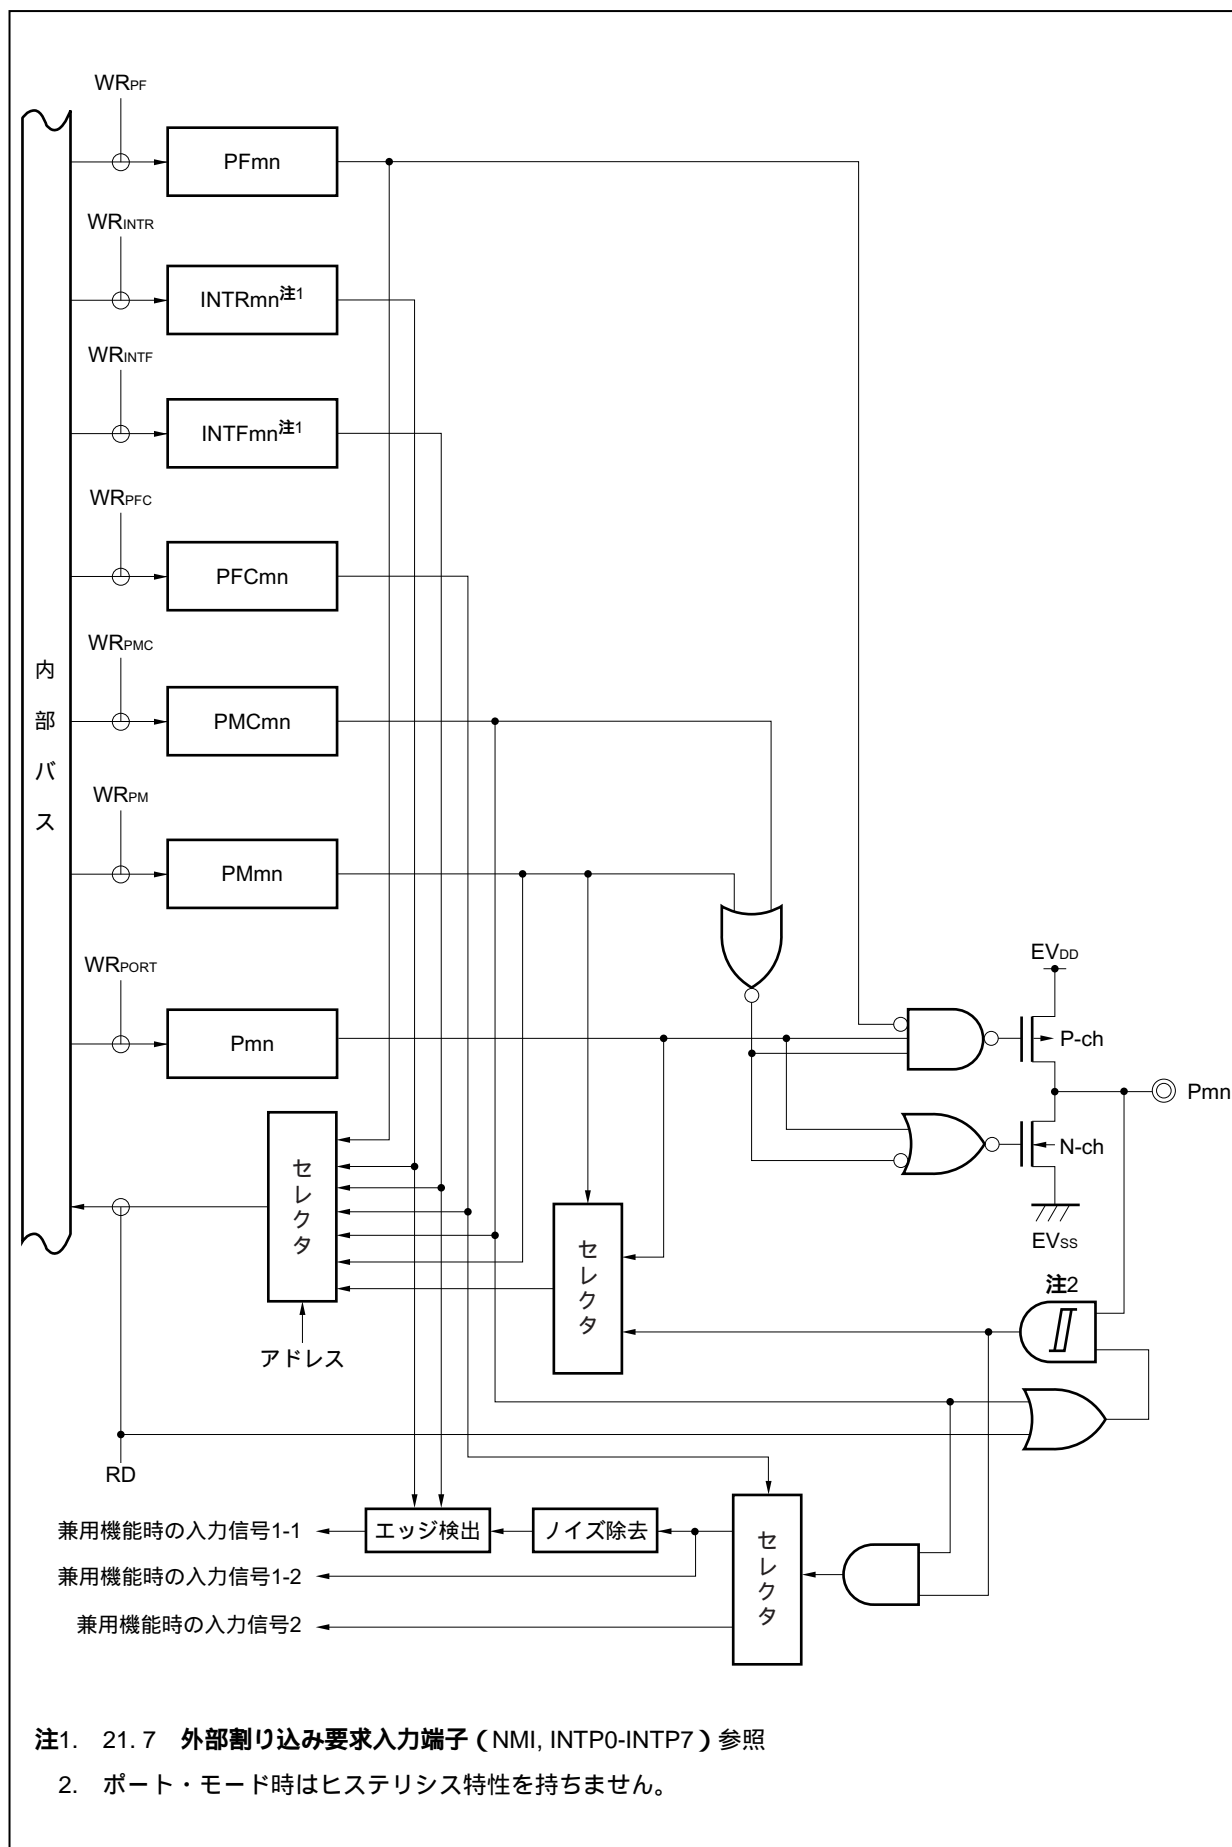 WRPF
PFmn
WRINTR
INTRmn注1
WRINTF
INTFmn注1
WRPFC
PFCmn
WRPMC
PMCmn
内部バス
WRPM
PMmn
WRPORT
Pmn
EVDD
P-ch
Pmn
N-ch
EVSS
セレクタ
セレクタ
注2
アドレス
RD
兼用機能時の入力信号1-1
エッジ検出
ノイズ除去
セレクタ
兼用機能時の入力信号1-2
兼用機能時の入力信号2
注1. 21. 7 外部割り込み要求入力端子(NMI, INTP0-INTP7)参照
2. ポート・モード時はヒステリシス特性を持ちません。